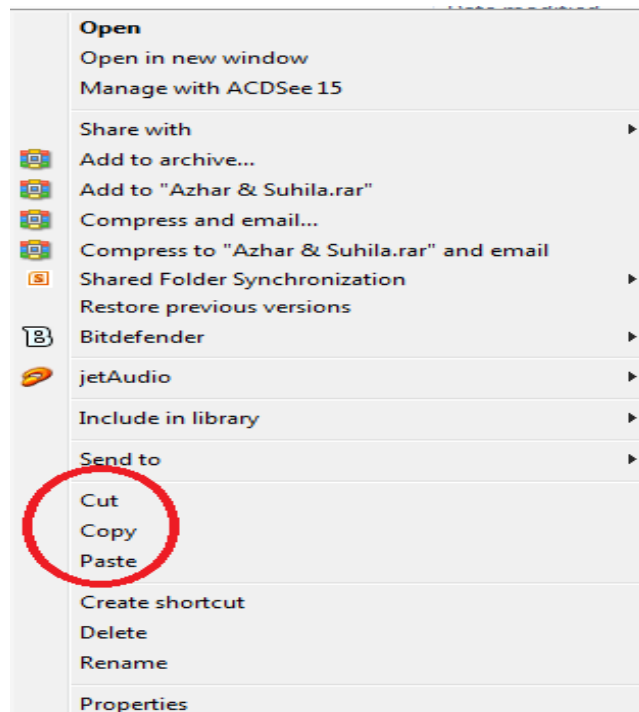 Open
Open in new window
Manage with ACDSee 15
Share with
Add to archive...
Add to "Azhar & Suhila.rar"
Compress and email...
Compress to "Azhar & Suhila.rar" and email
S
Shared Folder Synchronization
Restore previous versions
B
Bitdefender
jetAudio
Include in library
Send to
Cut
Copy
Paste
Create shortcut
Delete
Rename
Properties